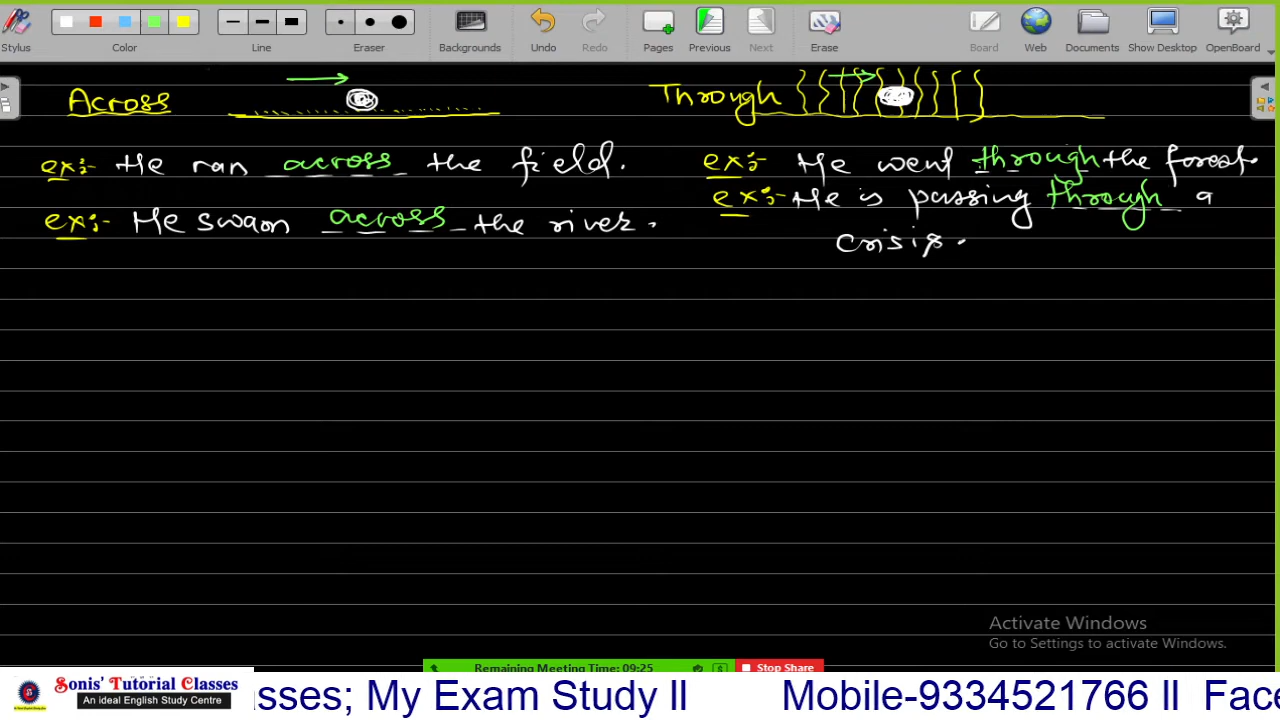 Stylus Color Line Eraser Backgrounds Undo Redo Pages Previous Next Erase Board Web Documents Show Desktop OpenBoard
Across
ex:- He ran across the field.
ex:- He swam across the river.
Through
ex:- He went through the forest.
ex:- He is passing through a
crisis.
Activate Windows
Go to Settings to activate Windows.
Remaining Meeting Time: 09:25 Stop Share
Sonis' Tutorial Classes
An ideal English Study Centre
asses; My Exam Study ll Mobile-9334521766 ll Face